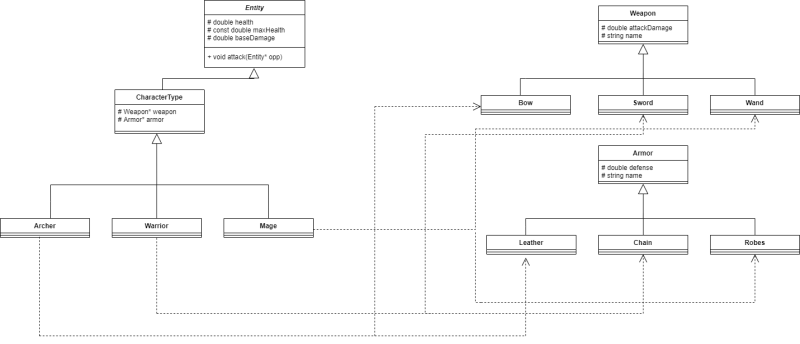 Entity
# double health
# const double maxHealth
# double baseDamage
+ void attack(Entity* opp)
CharacterType
# Weapon* weapon
# Armor* armor
Archer
Warrior
Mage
Weapon
# double attackDamage
# string name
Bow
Sword
Wand
Armor
# double defense
# string name
Leather
Chain
Robes